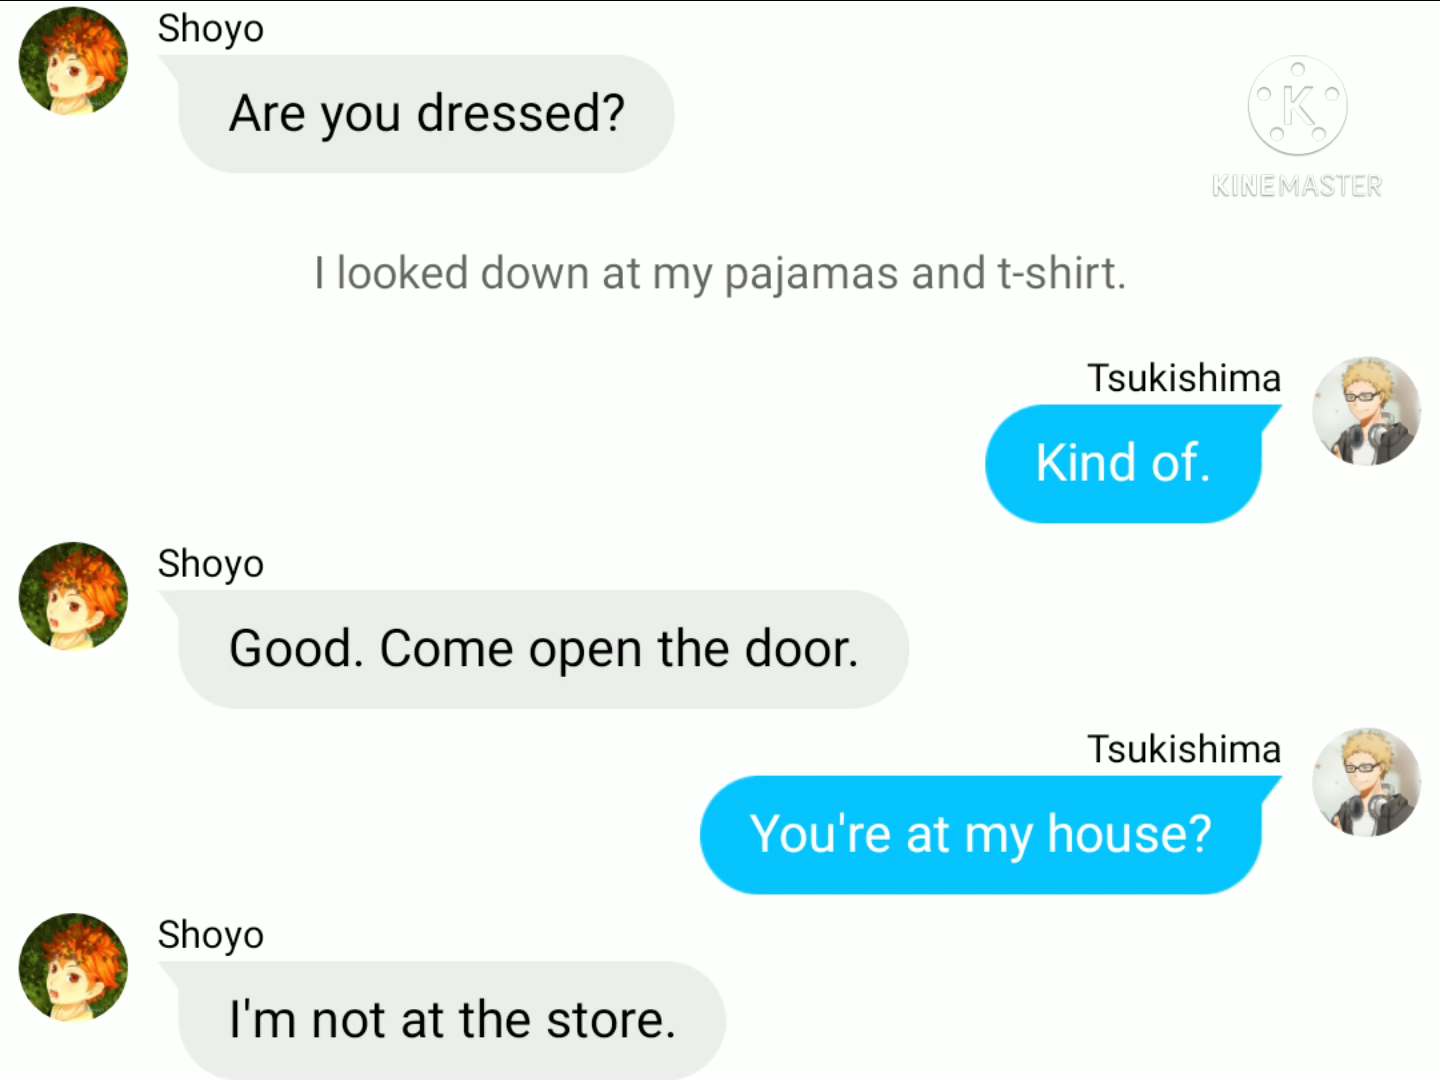 Shoyo
Are you dressed?
KINEMASTER
I looked down at my pajamas and t-shirt.
Tsukishima
Kind of.
Shoyo
Good. Come open the door.
Tsukishima
You're at my house?
Shoyo
I'm not at the store.